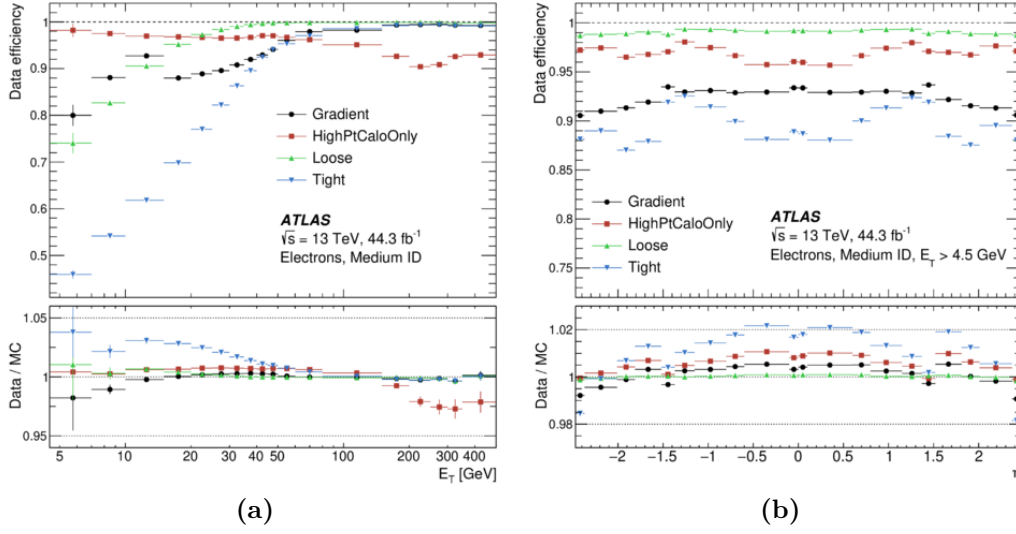 Data efficiency
1
0.9
0.8
0.7
0.6
0.5
Gradient
HighPtCaloOnly
Loose
Tight
ATLAS
√s = 13 TeV, 44.3 fb⁻¹
Electrons, Medium ID
Data / MC
1.05
1
0.95
5 10 20 30 40 50 100 200 300 400
E_T [GeV]
(a)
Data efficiency
1
0.95
0.9
0.85
0.8
0.75
Gradient
HighPtCaloOnly
Loose
Tight
ATLAS
√s = 13 TeV, 44.3 fb⁻¹
Electrons, Medium ID, E_T > 4.5 GeV
Data / MC
1.02
1
0.98
−2 −1.5 −1 −0.5 0 0.5 1 1.5 2
(b)